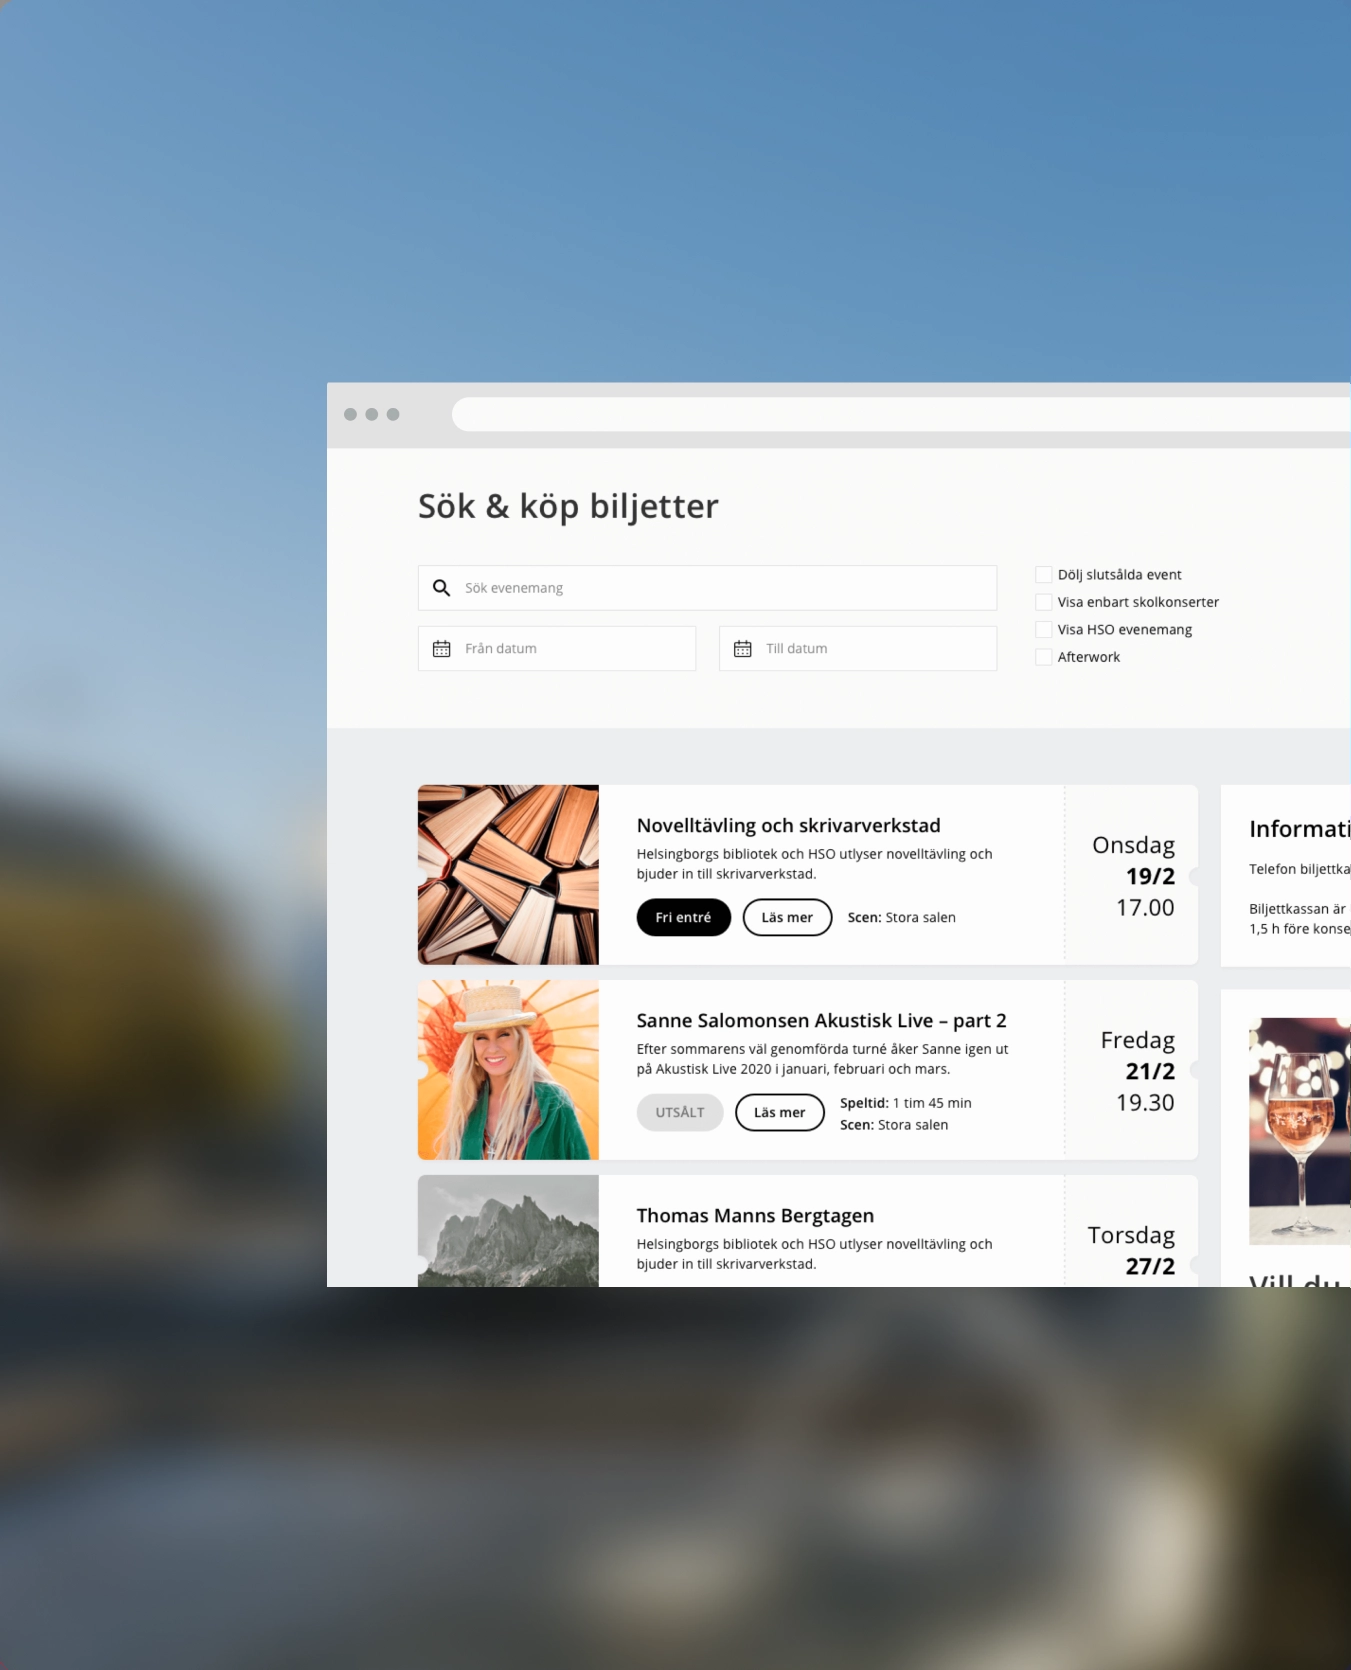 Sök & köp biljetter
Sök evenemang
Från datum
Till datum
Dölj slutsålda event
Visa enbart skolkonserter
Visa HSO evenemang
Afterwork
Novelltävling och skrivarverkstad
Helsingborgs bibliotek och HSO utlyser novelltävling och
bjuder in till skrivarverkstad.
Fri entré
Läs mer
Scen: Stora salen
Onsdag
19/2
17.00
Sanne Salomonsen Akustisk Live – part 2
Efter sommarens väl genomförda turné åker Sanne igen ut
på Akustisk Live 2020 i januari, februari och mars.
UTSÅLT
Läs mer
Speltid: 1 tim 45 min
Scen: Stora salen
Fredag
21/2
19.30
Thomas Manns Bergtagen
Helsingborgs bibliotek och HSO utlyser novelltävling och
bjuder in till skrivarverkstad.
Torsdag
27/2
Informati
Telefon biljettka
Biljettkassan är
1,5 h före konse
Vill du